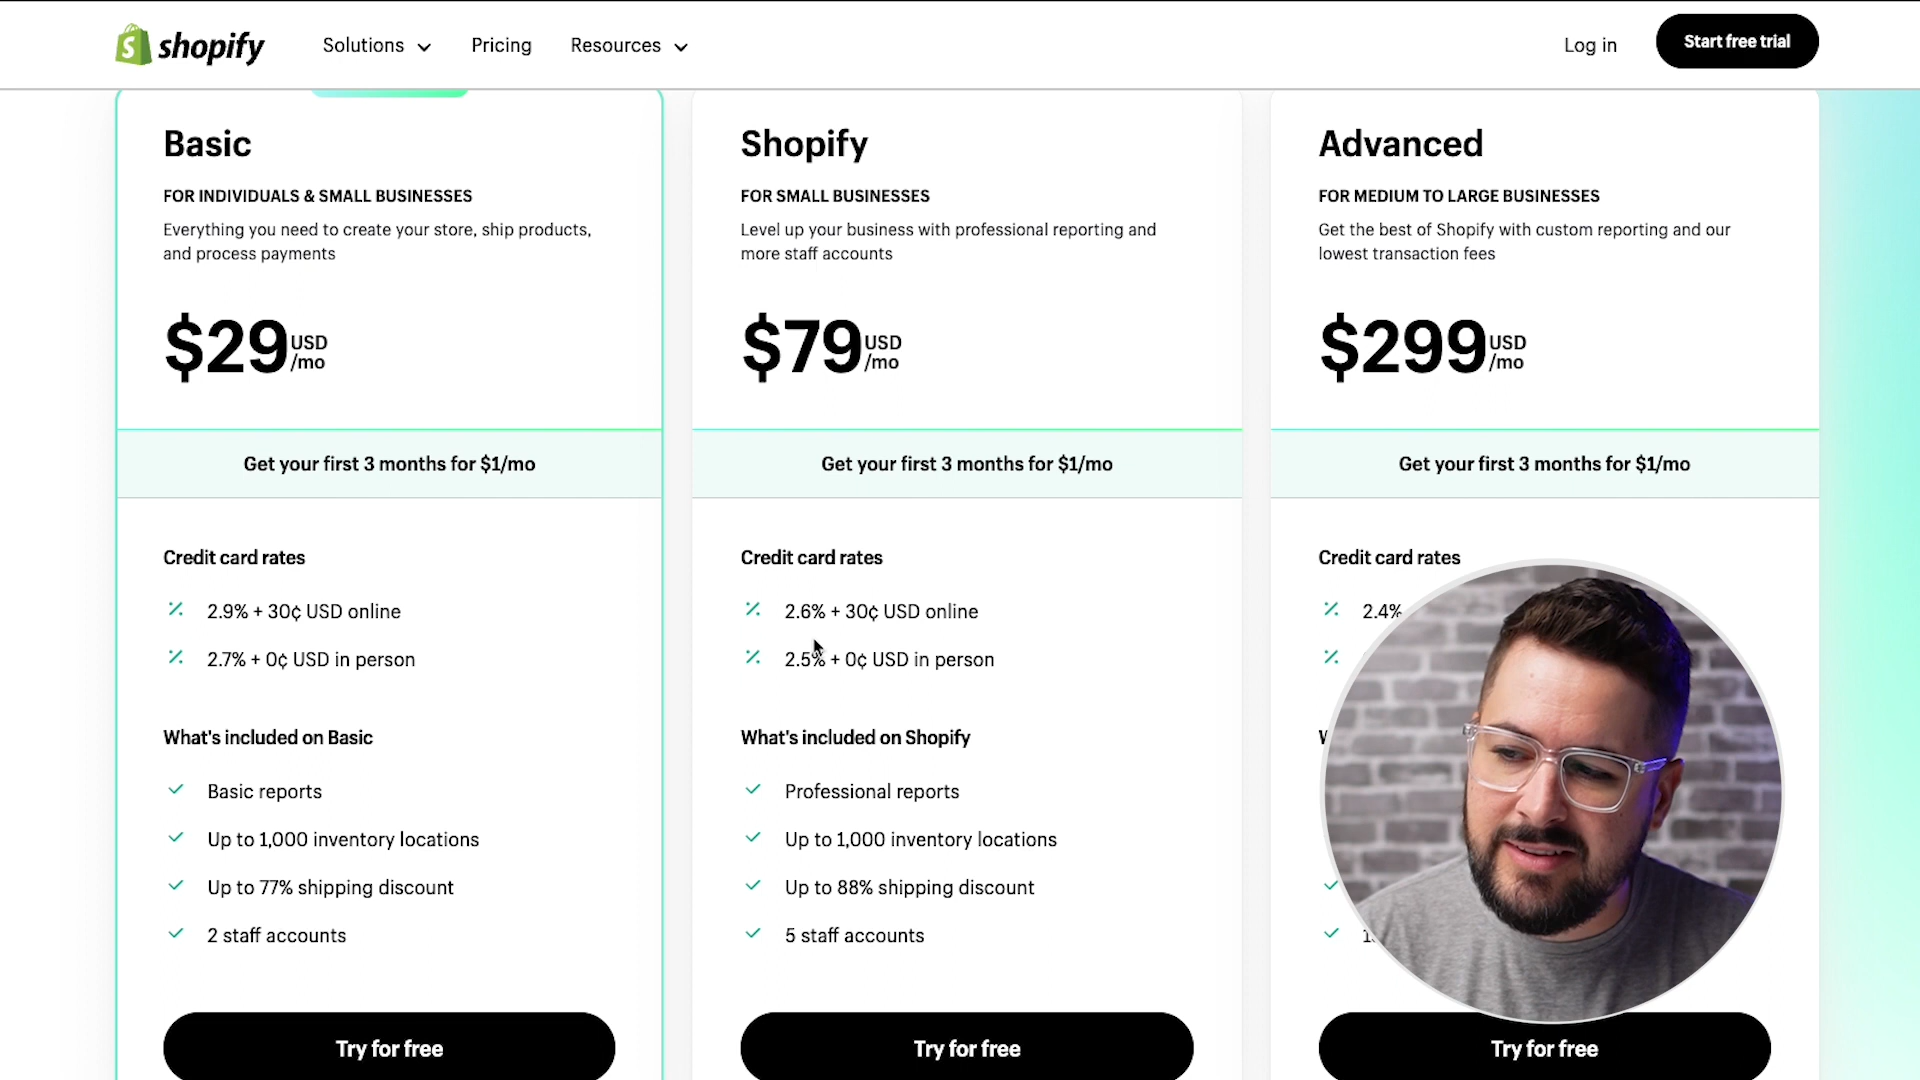 shopify
Solutions
Pricing
Resources
Log in
Start free trial
Basic
FOR INDIVIDUALS & SMALL BUSINESSES
Everything you need to create your store, ship products,
and process payments
$29 USD
/mo
Get your first 3 months for $1/mo
Credit card rates
2.9% + 30¢ USD online
2.7% + 0¢ USD in person
What's included on Basic
Basic reports
Up to 1,000 inventory locations
Up to 77% shipping discount
2 staff accounts
Try for free
Shopify
FOR SMALL BUSINESSES
Level up your business with professional reporting and
more staff accounts
$79 USD
/mo
Get your first 3 months for $1/mo
Credit card rates
2.6% + 30¢ USD online
2.5% + 0¢ USD in person
What's included on Shopify
Professional reports
Up to 1,000 inventory locations
Up to 88% shipping discount
5 staff accounts
Try for free
Advanced
FOR MEDIUM TO LARGE BUSINESSES
Get the best of Shopify with custom reporting and our
lowest transaction fees
$299 USD
/mo
Get your first 3 months for $1/mo
Credit card rates
2.4%
Try for free